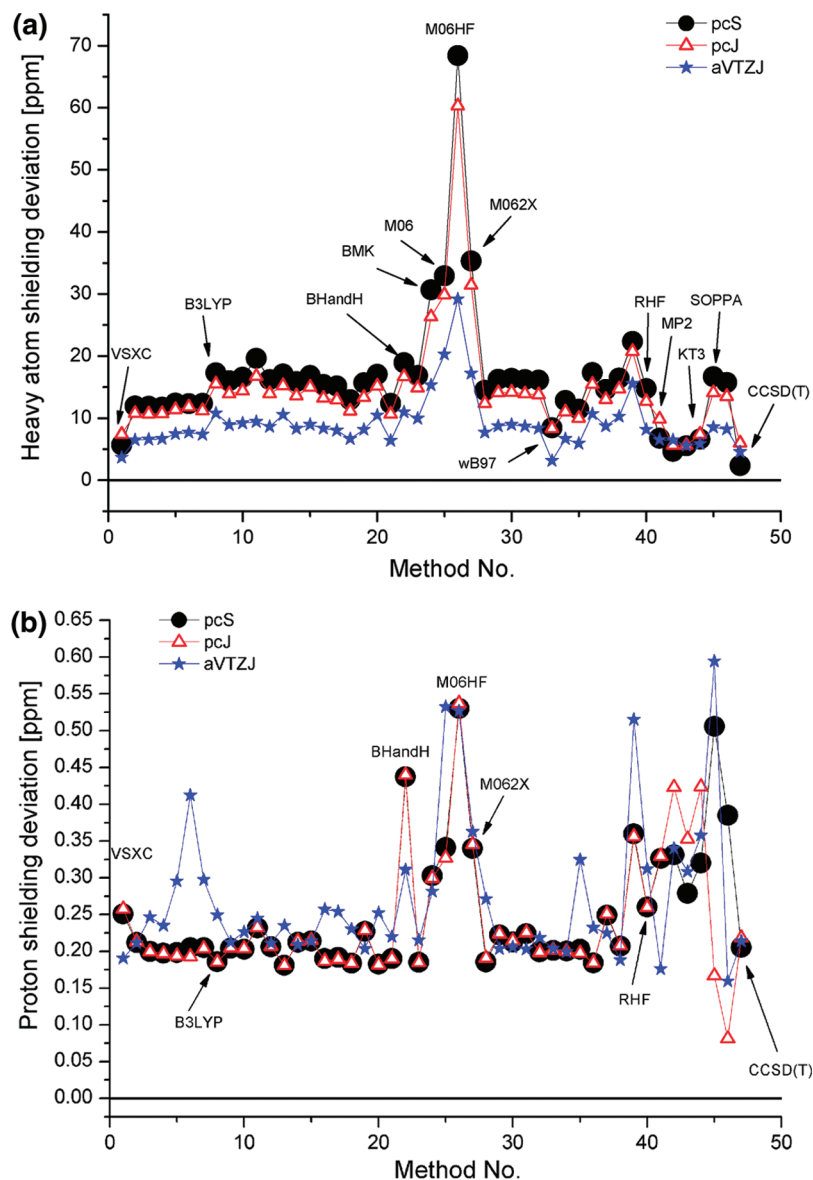 (a)
Heavy atom shielding deviation [ppm]
70
60
50
40
30
20
10
0
0 10 20 30 40 50
Method No.
pcS
pcJ
aVTZJ
VSXC
B3LYP
BHandH
BMK
M06
M06HF
M062X
wB97
RHF
MP2
KT3
SOPPA
CCSD(T)
(b)
Proton shielding deviation [ppm]
0.65
0.60
0.55
0.50
0.45
0.40
0.35
0.30
0.25
0.20
0.15
0.10
0.05
0.00
0 10 20 30 40 50
Method No.
pcS
pcJ
aVTZJ
VSXC
B3LYP
BHandH
M06HF
M062X
RHF
CCSD(T)